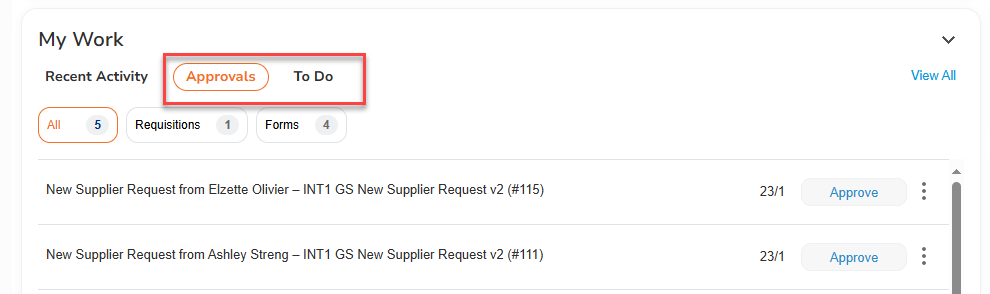 My Work
Recent Activity Approvals To Do View All
All 5 Requisitions 1 Forms 4
New Supplier Request from Elzette Olivier – INT1 GS New Supplier Request v2 (#115) 23/1 Approve
New Supplier Request from Ashley Streng – INT1 GS New Supplier Request v2 (#111) 23/1 Approve